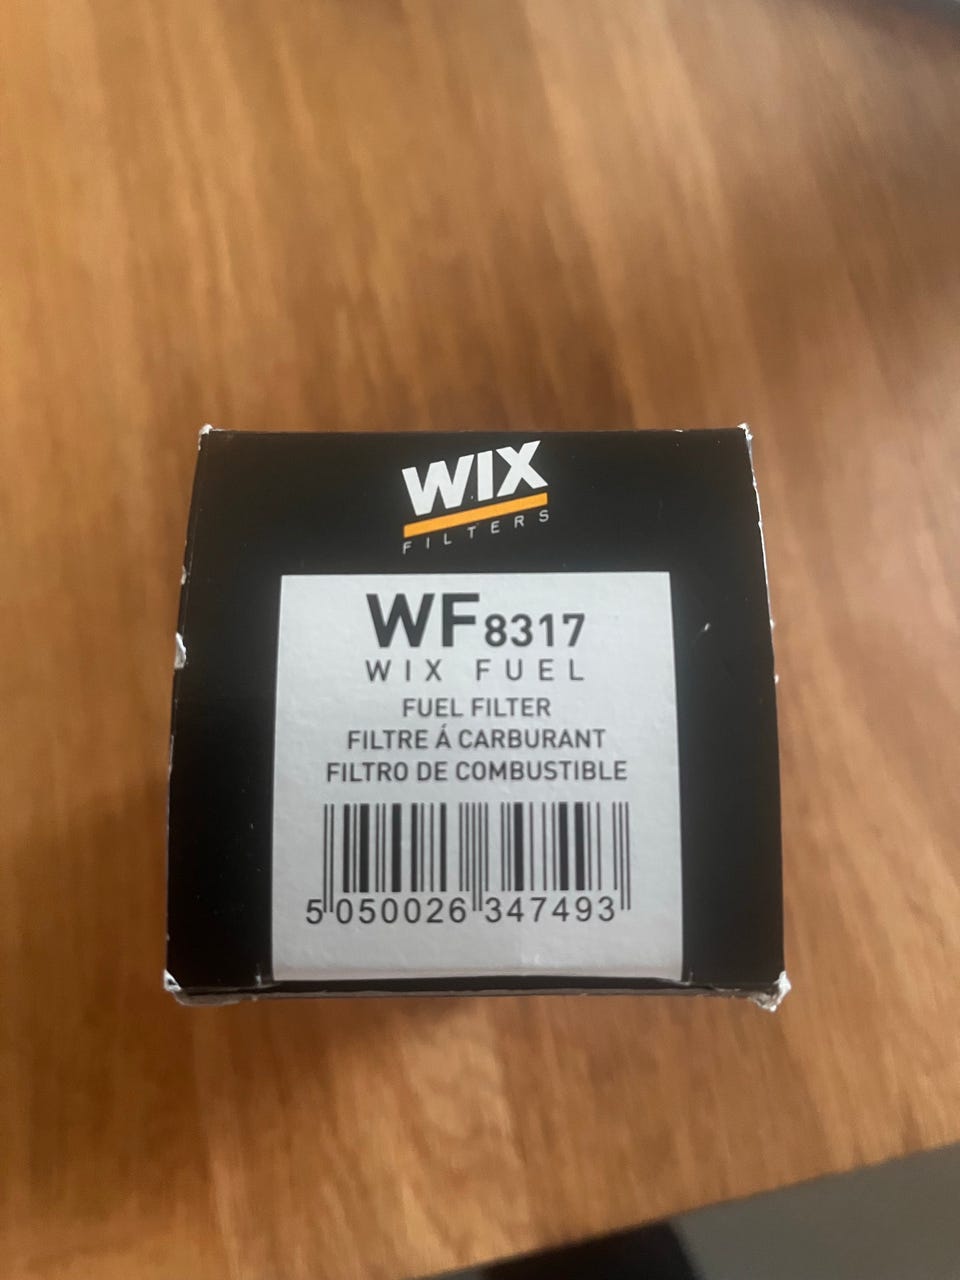 WIX
FILTERS
WF8317
WIX FUEL
FUEL FILTER
FILTRE Á CARBURANT
FILTRO DE COMBUSTIBLE
5 050026 347493